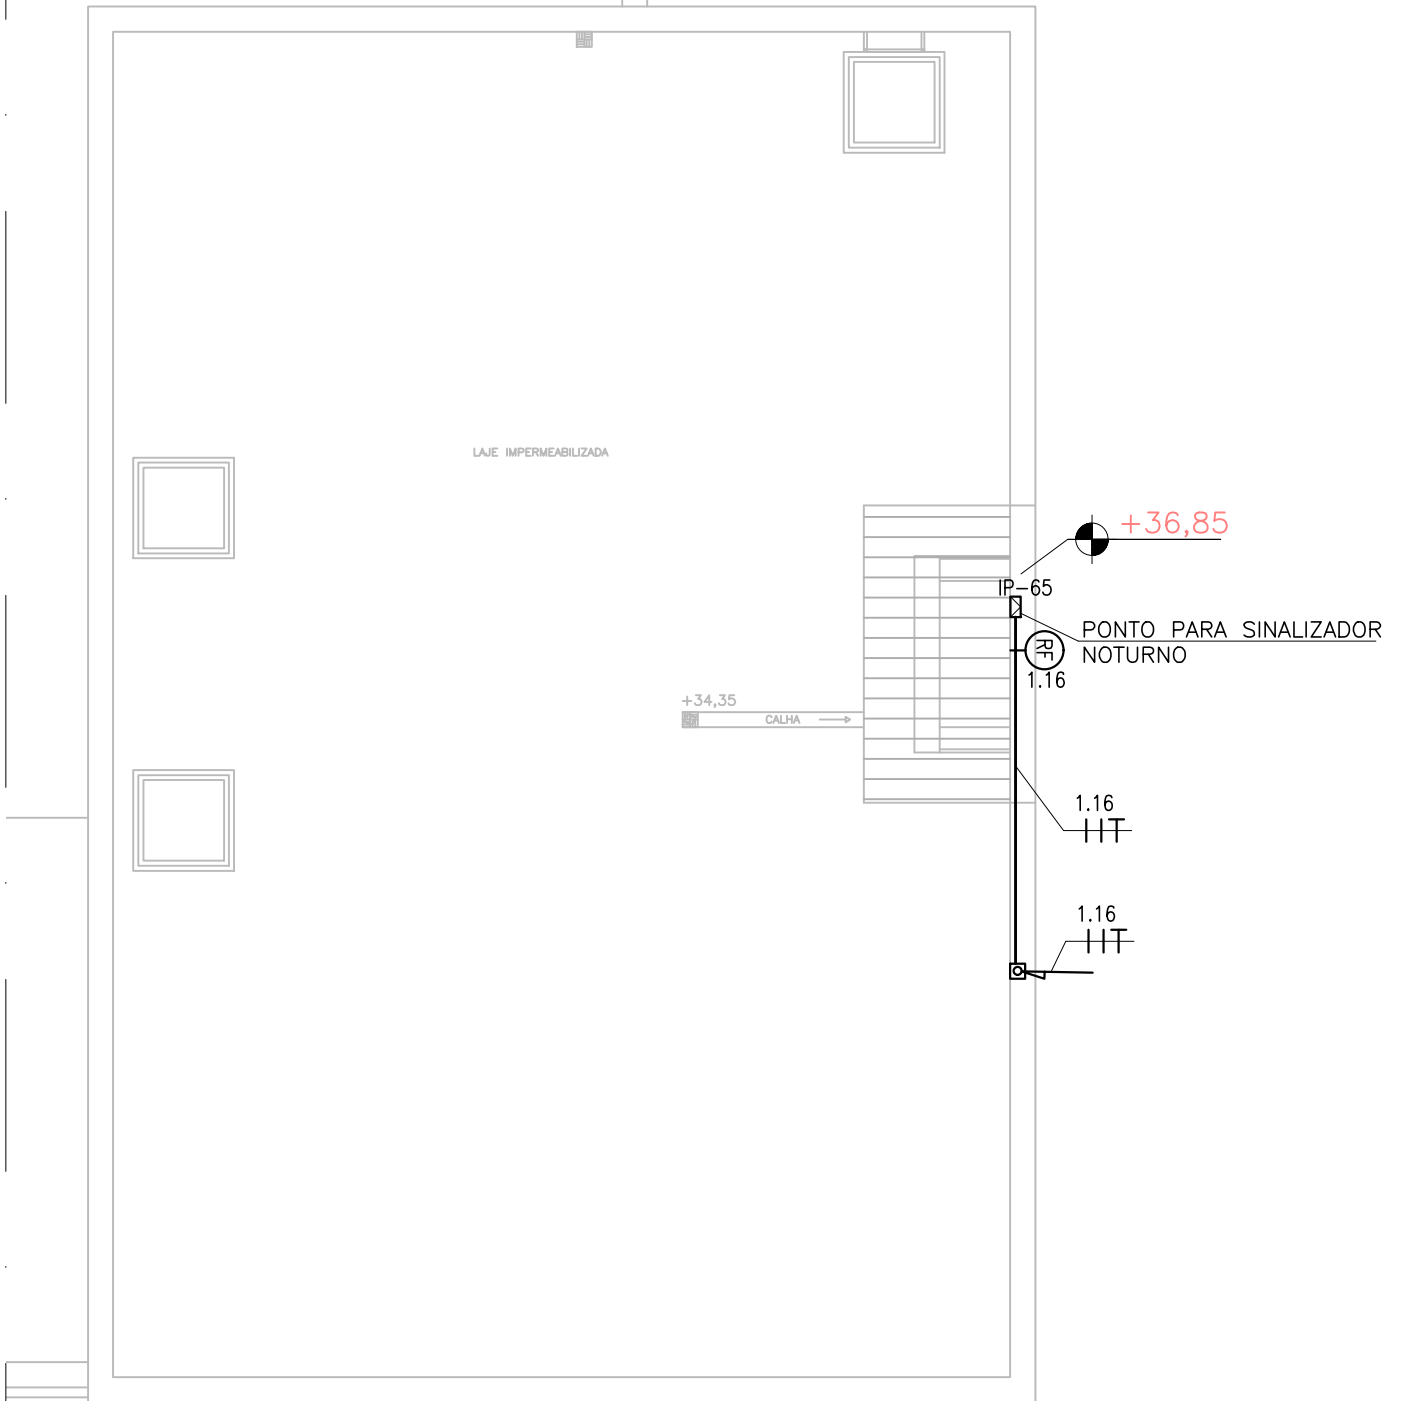 LAJE IMPERMEABILIZADA
+36,85
IP-65
PONTO PARA SINALIZADOR
NOTURNO
RF
1.16
+34,35
CALHA
1.16
1.16